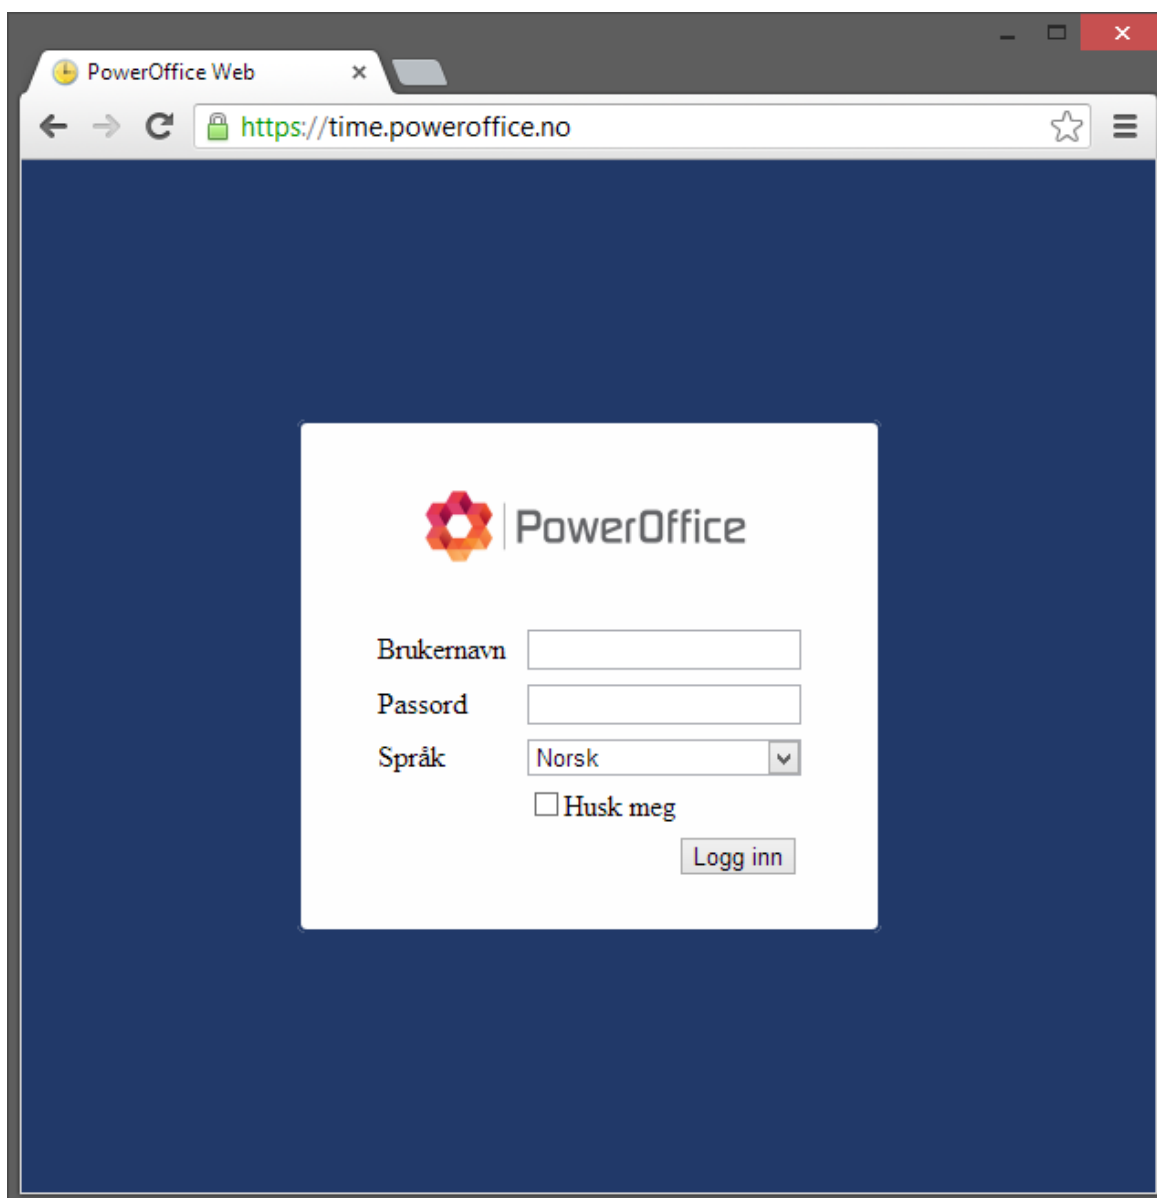 PowerOffice Web
https://time.poweroffice.no
PowerOffice
Brukernavn
Passord
Språk Norsk
Husk meg
Logg inn